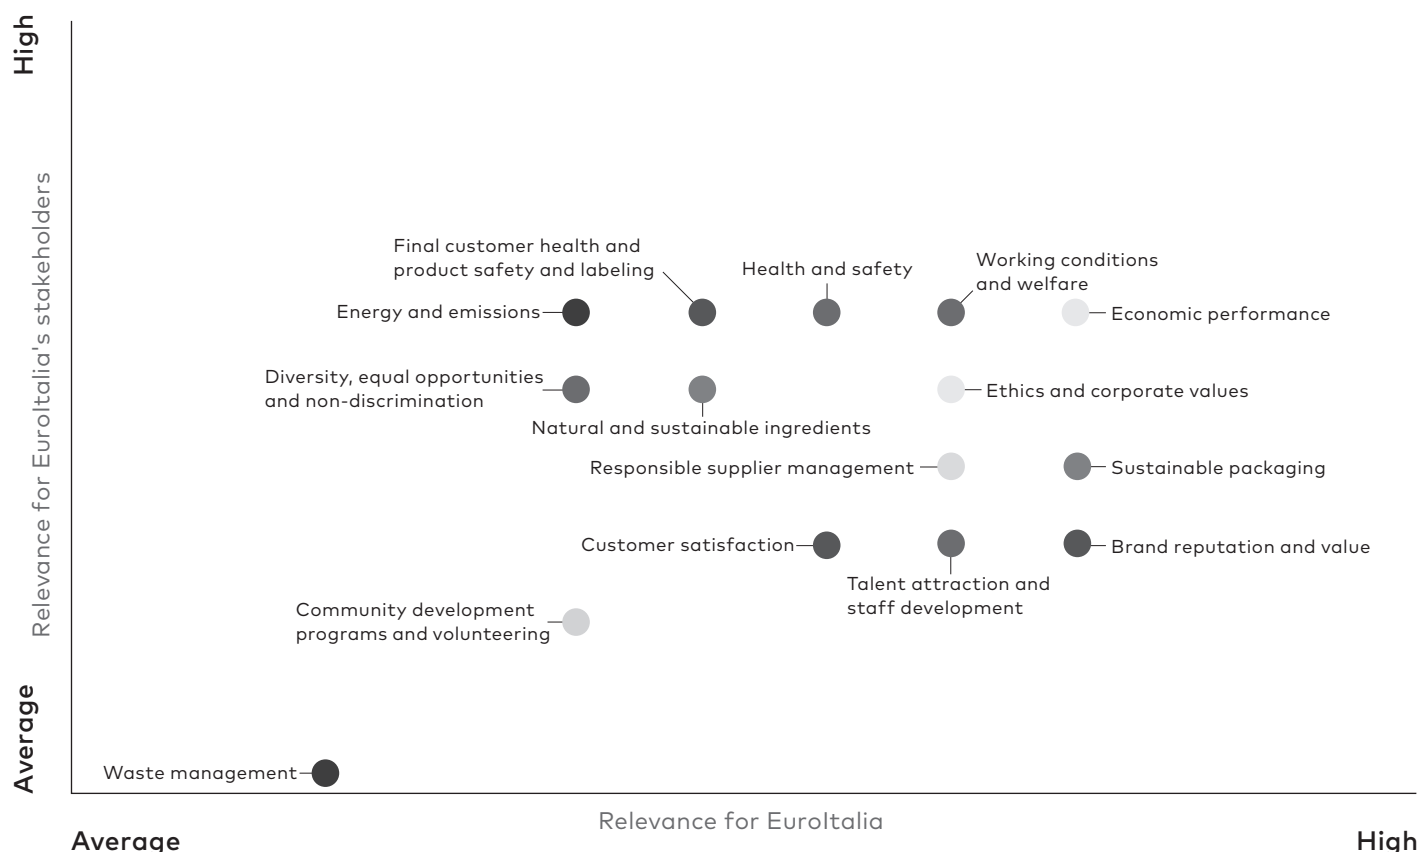 High
Relevance for EuroItalia's stakeholders
Average
Final customer health and
product safety and labeling
Health and safety
Working conditions
and welfare
Energy and emissions
Economic performance
Diversity, equal opportunities
and non-discrimination
Natural and sustainable ingredients
Ethics and corporate values
Responsible supplier management
Sustainable packaging
Customer satisfaction
Talent attraction and
staff development
Brand reputation and value
Community development
programs and volunteering
Waste management
Relevance for EuroItalia
Average
High